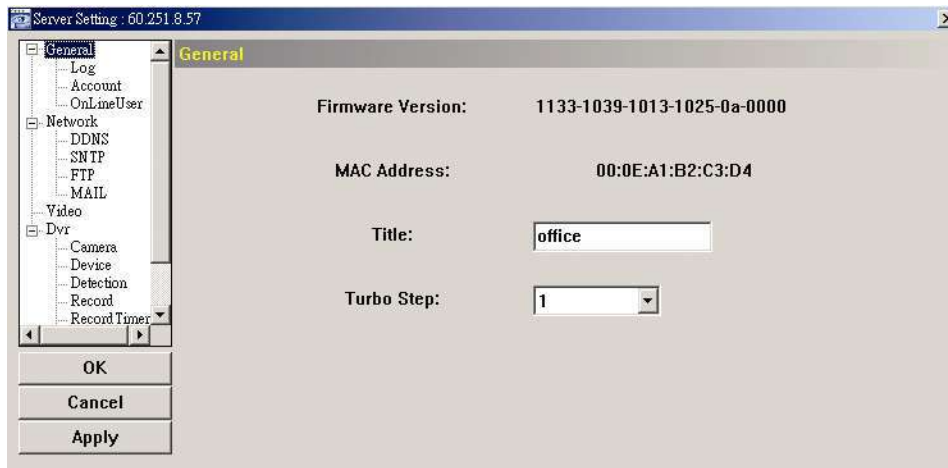 Server Setting : 60.251.8.57
General
Log
Account
OnLineUser
Network
DDNS
SNTP
FTP
MAIL
Video
Dvr
Camera
Device
Detection
Record
RecordTimer
OK
Cancel
Apply
General
Firmware Version: 1133-1039-1013-1025-0a-0000
MAC Address: 00:0E:A1:B2:C3:D4
Title: office
Turbo Step: 1